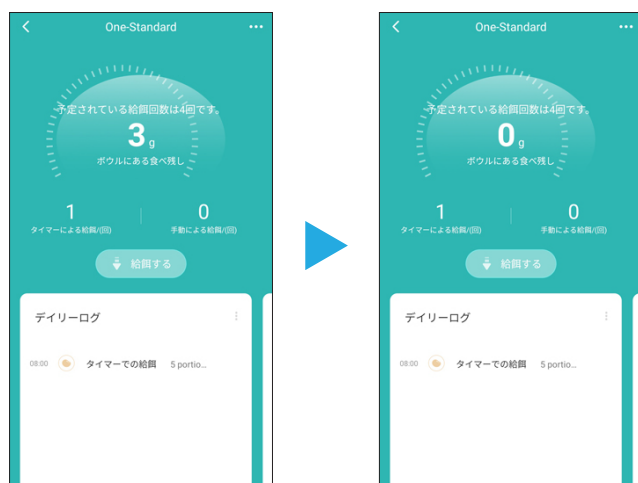 One-Standard
予定されている給餌回数は4回です。
3 g
ボウルにある食べ残し
1
タイマーによる給餌/(回)
0
手動による給餌/(回)
給餌する
デイリーログ
08:00 タイマーでの給餌 5 portio...
One-Standard
予定されている給餌回数は4回です。
0 g
ボウルにある食べ残し
1
タイマーによる給餌/(回)
0
手動による給餌/(回)
給餌する
デイリーログ
08:00 タイマーでの給餌 5 portio...